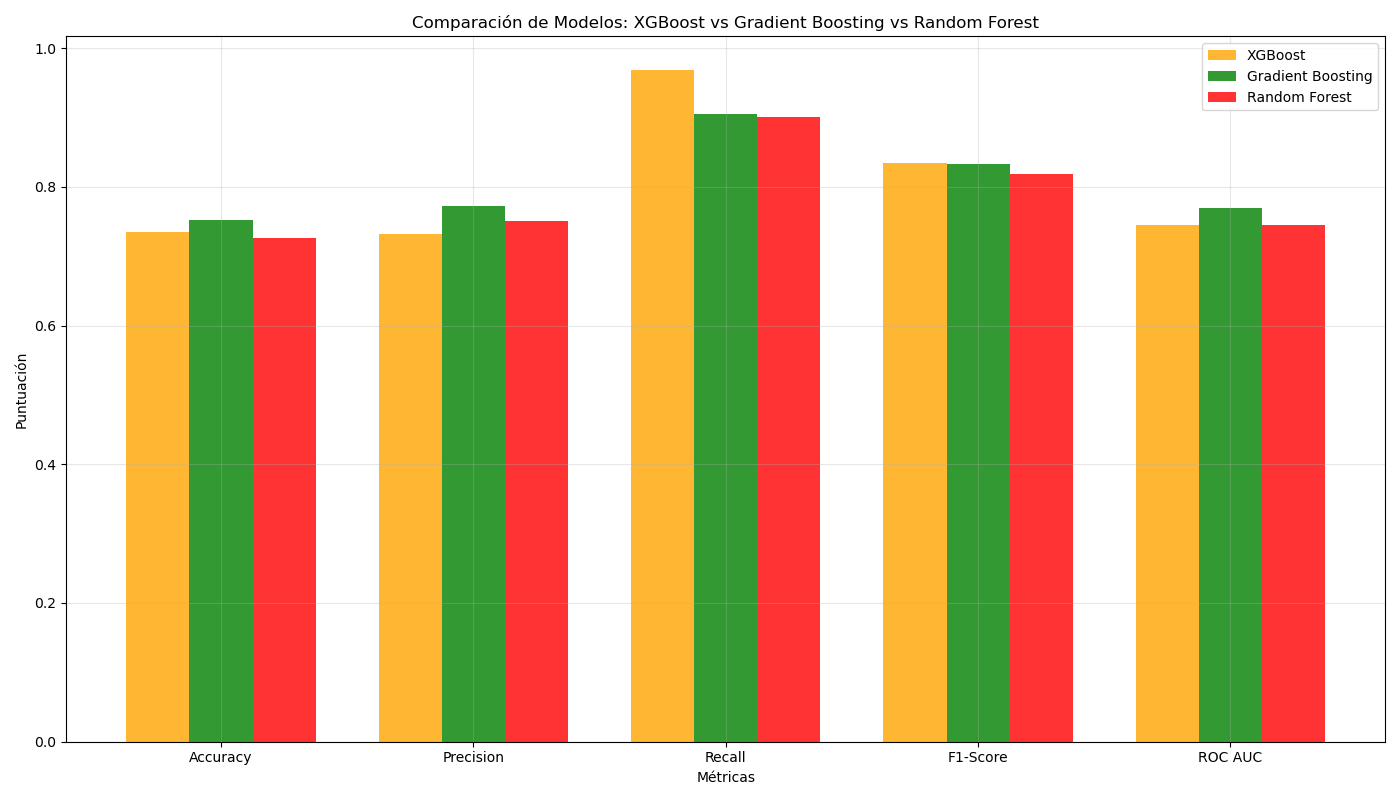 Comparación de Modelos: XGBoost vs Gradient Boosting vs Random Forest
XGBoost
Gradient Boosting
Random Forest
Puntuación
1.0
0.8
0.6
0.4
0.2
0.0
Accuracy
Precision
Recall
F1-Score
ROC AUC
Métricas